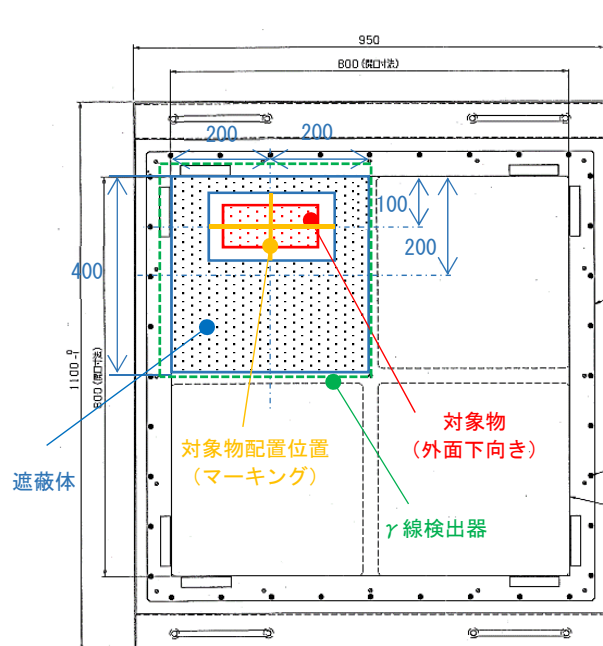 950
800 (開口寸法)
200
200
100
200
400
1100 -1 0
800 (開口寸法)
対象物
(外面下向き)
対象物配置位置
(マーキング)
遮蔽体
γ線検出器